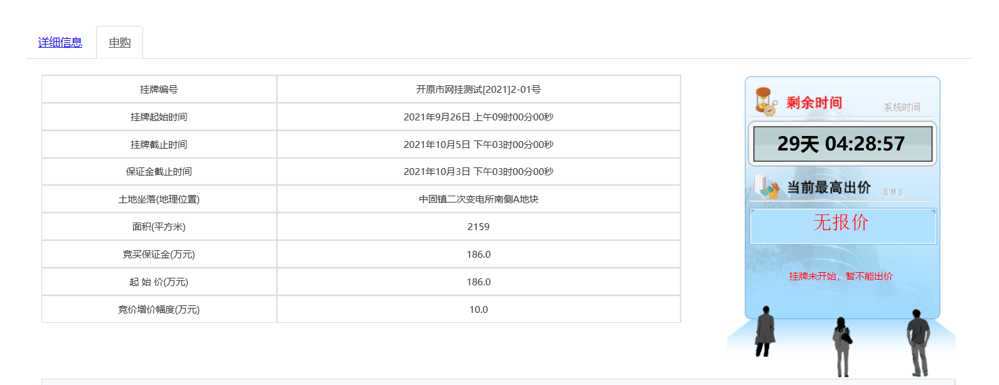 详细信息
申购
挂牌编号 开原市网挂测试[2021]2-01号
挂牌起始时间 2021年9月26日 上午09时00分00秒
挂牌截止时间 2021年10月5日 下午03时00分00秒
保证金截止时间 2021年10月3日 下午03时00分00秒
土地坐落(地理位置) 中固镇二次变电所南侧A地块
面积(平方米) 2159
竞买保证金(万元) 186.0
起 始 价(万元) 186.0
竞价增价幅度(万元) 10.0
剩余时间 系统时间
29天 04:28:57
当前最高出价 RMB
无报价
挂牌未开始，暂不能出价